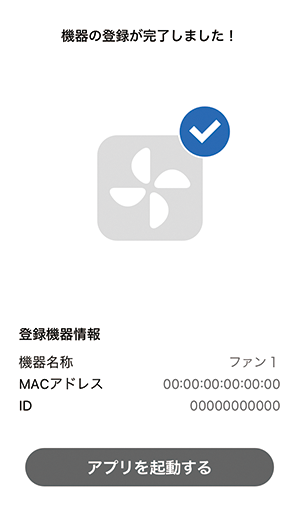 機器の登録が完了しました！
登録機器情報
機器名称 ファン1
MACアドレス 00:00:00:00:00:00
ID 00000000000
アプリを起動する